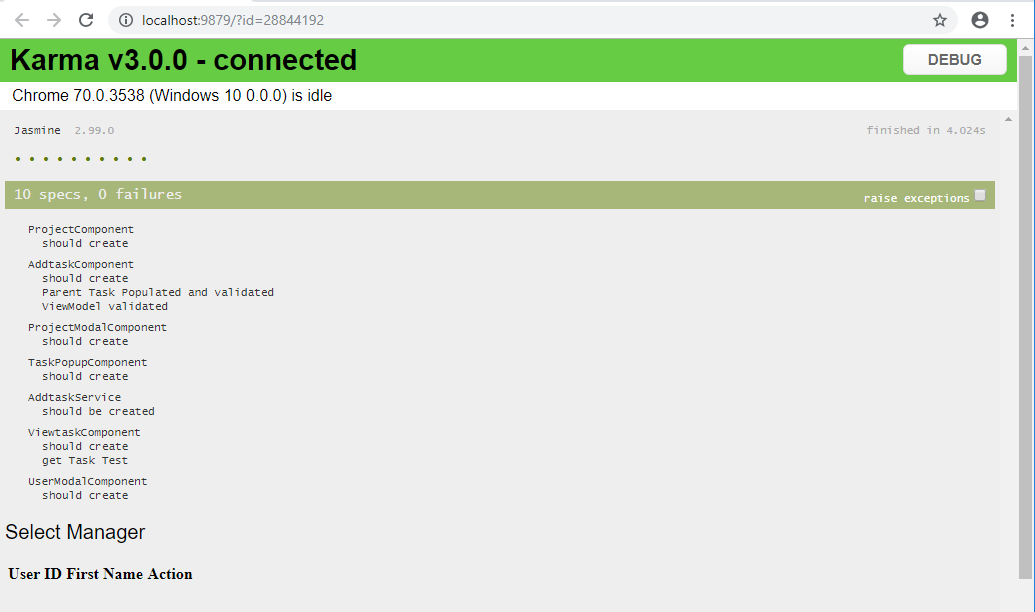 localhost:9879/?id=28844192
Karma v3.0.0 - connected
DEBUG
Chrome 70.0.3538 (Windows 10 0.0.0) is idle
Jasmine 2.99.0
finished in 4.024s
10 specs, 0 failures
raise exceptions
ProjectComponent
should create
AddtaskComponent
should create
Parent Task Populated and validated
ViewModel validated
ProjectModalComponent
should create
TaskPopupComponent
should create
AddtaskService
should be created
ViewtaskComponent
should create
get Task Test
UserModalComponent
should create
Select Manager
User ID First Name Action